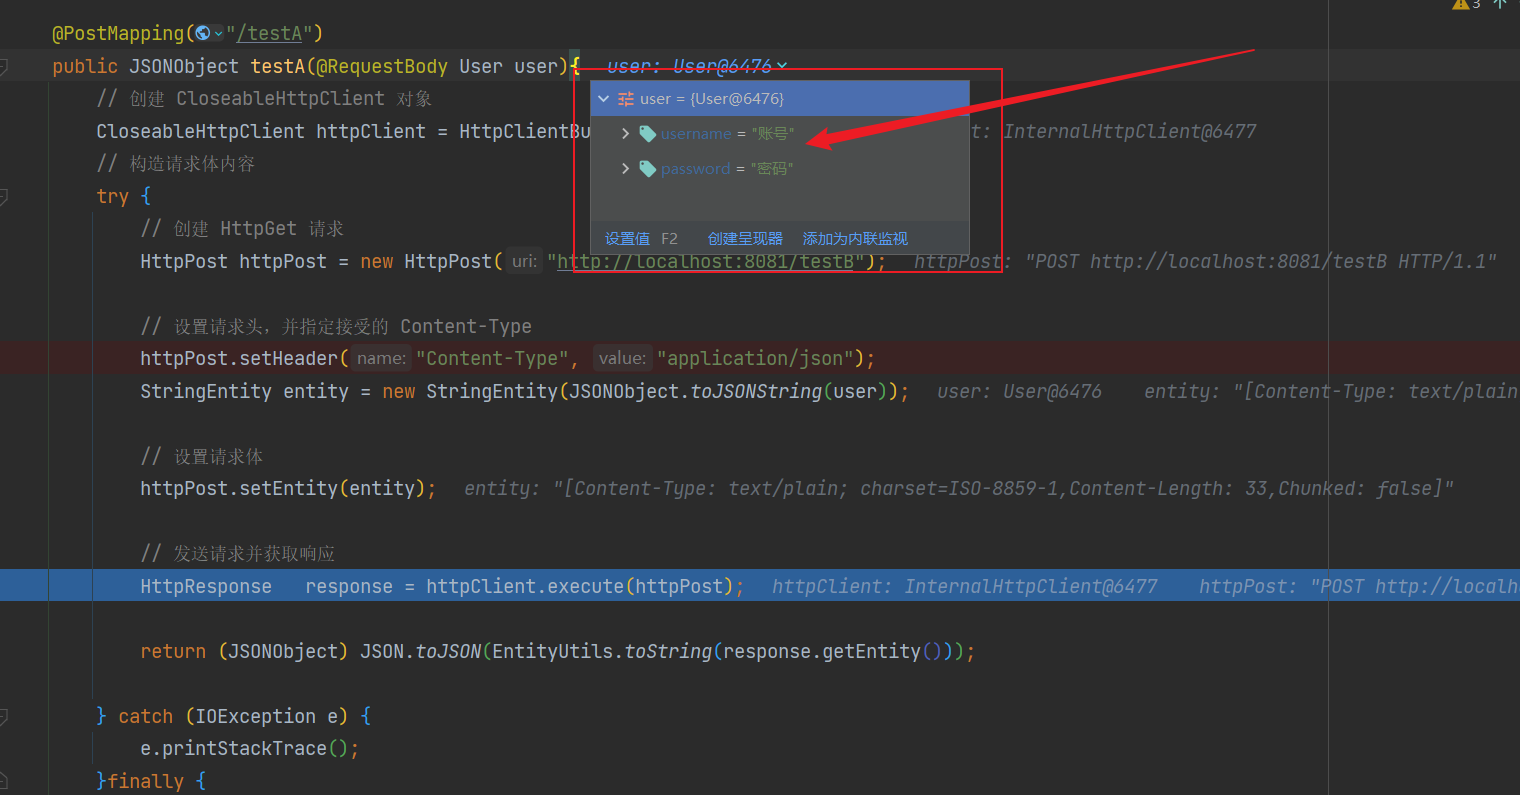 3
@PostMapping("/testA")
public JSONObject testA(@RequestBody User user){ user: User@6476
// 创建 CloseableHttpClient 对象
user = {User@6476}
CloseableHttpClient httpClient = HttpClientBu t: InternalHttpClient@6477
username = "账号"
// 构造请求体内容
password = "密码"
try {
// 创建 HttpGet 请求
设置值 F2 创建呈现器 添加为内联监视
HttpPost httpPost = new HttpPost( uri: "http://localhost:8081/testB"); httpPost: "POST http://localhost:8081/testB HTTP/1.1"
// 设置请求头，并指定接受的 Content-Type
httpPost.setHeader( name: "Content-Type", value: "application/json");
StringEntity entity = new StringEntity(JSONObject.toJSONString(user)); user: User@6476 entity: "[Content-Type: text/plain
// 设置请求体
httpPost.setEntity(entity); entity: "[Content-Type: text/plain; charset=ISO-8859-1,Content-Length: 33,Chunked: false]"
// 发送请求并获取响应
HttpResponse response = httpClient.execute(httpPost); httpClient: InternalHttpClient@6477 httpPost: "POST http://localh
return (JSONObject) JSON.toJSON(EntityUtils.toString(response.getEntity()));
} catch (IOException e) {
e.printStackTrace();
}finally {